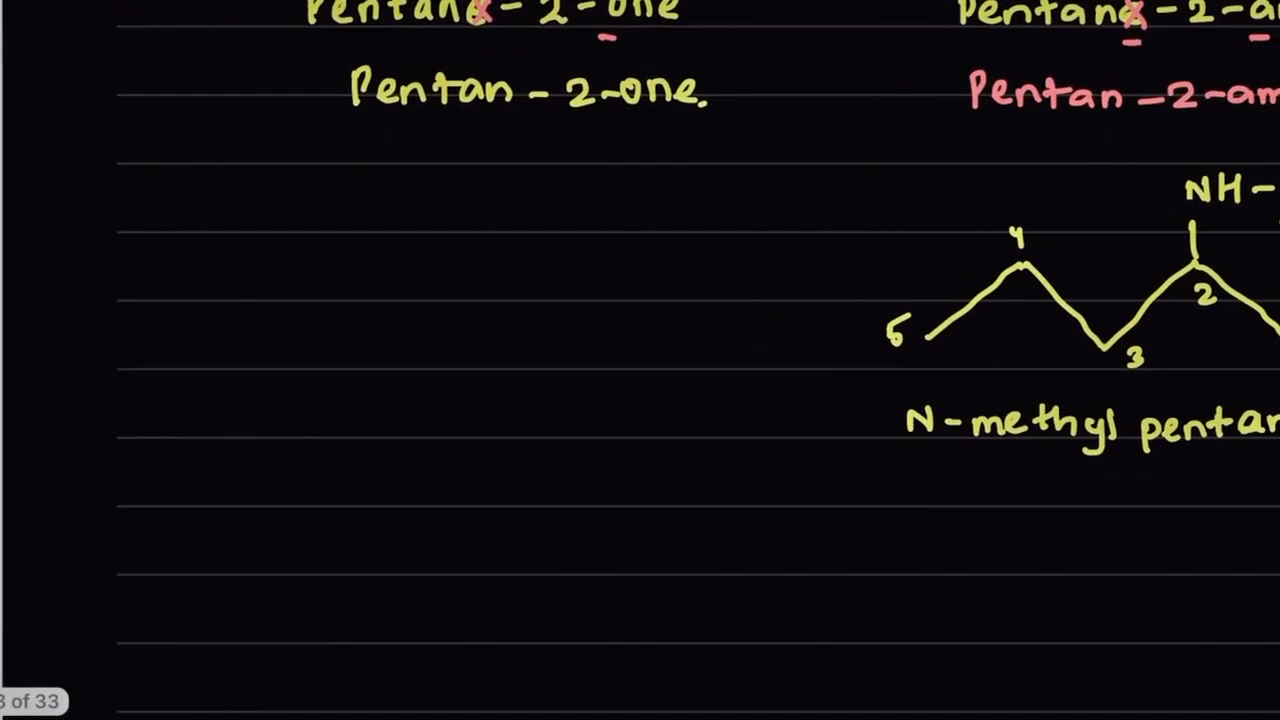 Pentane - 2 - one
Pentane - 2 - a
Pentan - 2 - one.
Pentan - 2 - am
NH -
4
2
5
3
N - methyl pentan
3 of 33